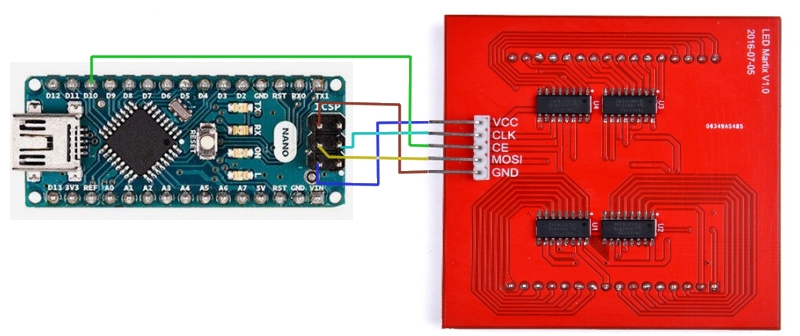 D12 D11 D10 D9 D8 D7 D6 D5 D4 D3 D2 GND RST RX0 TX1
TX
RX
ON
L
RESET
NANO
ICSP
D13 3V3 REF A0 A1 A2 A3 A4 A5 A6 A7 5V RST GND VIN
VCC
CLK
CE
MOSI
GND
U4
U3
U1
U2
LED Martix V1.0
2016-07-05